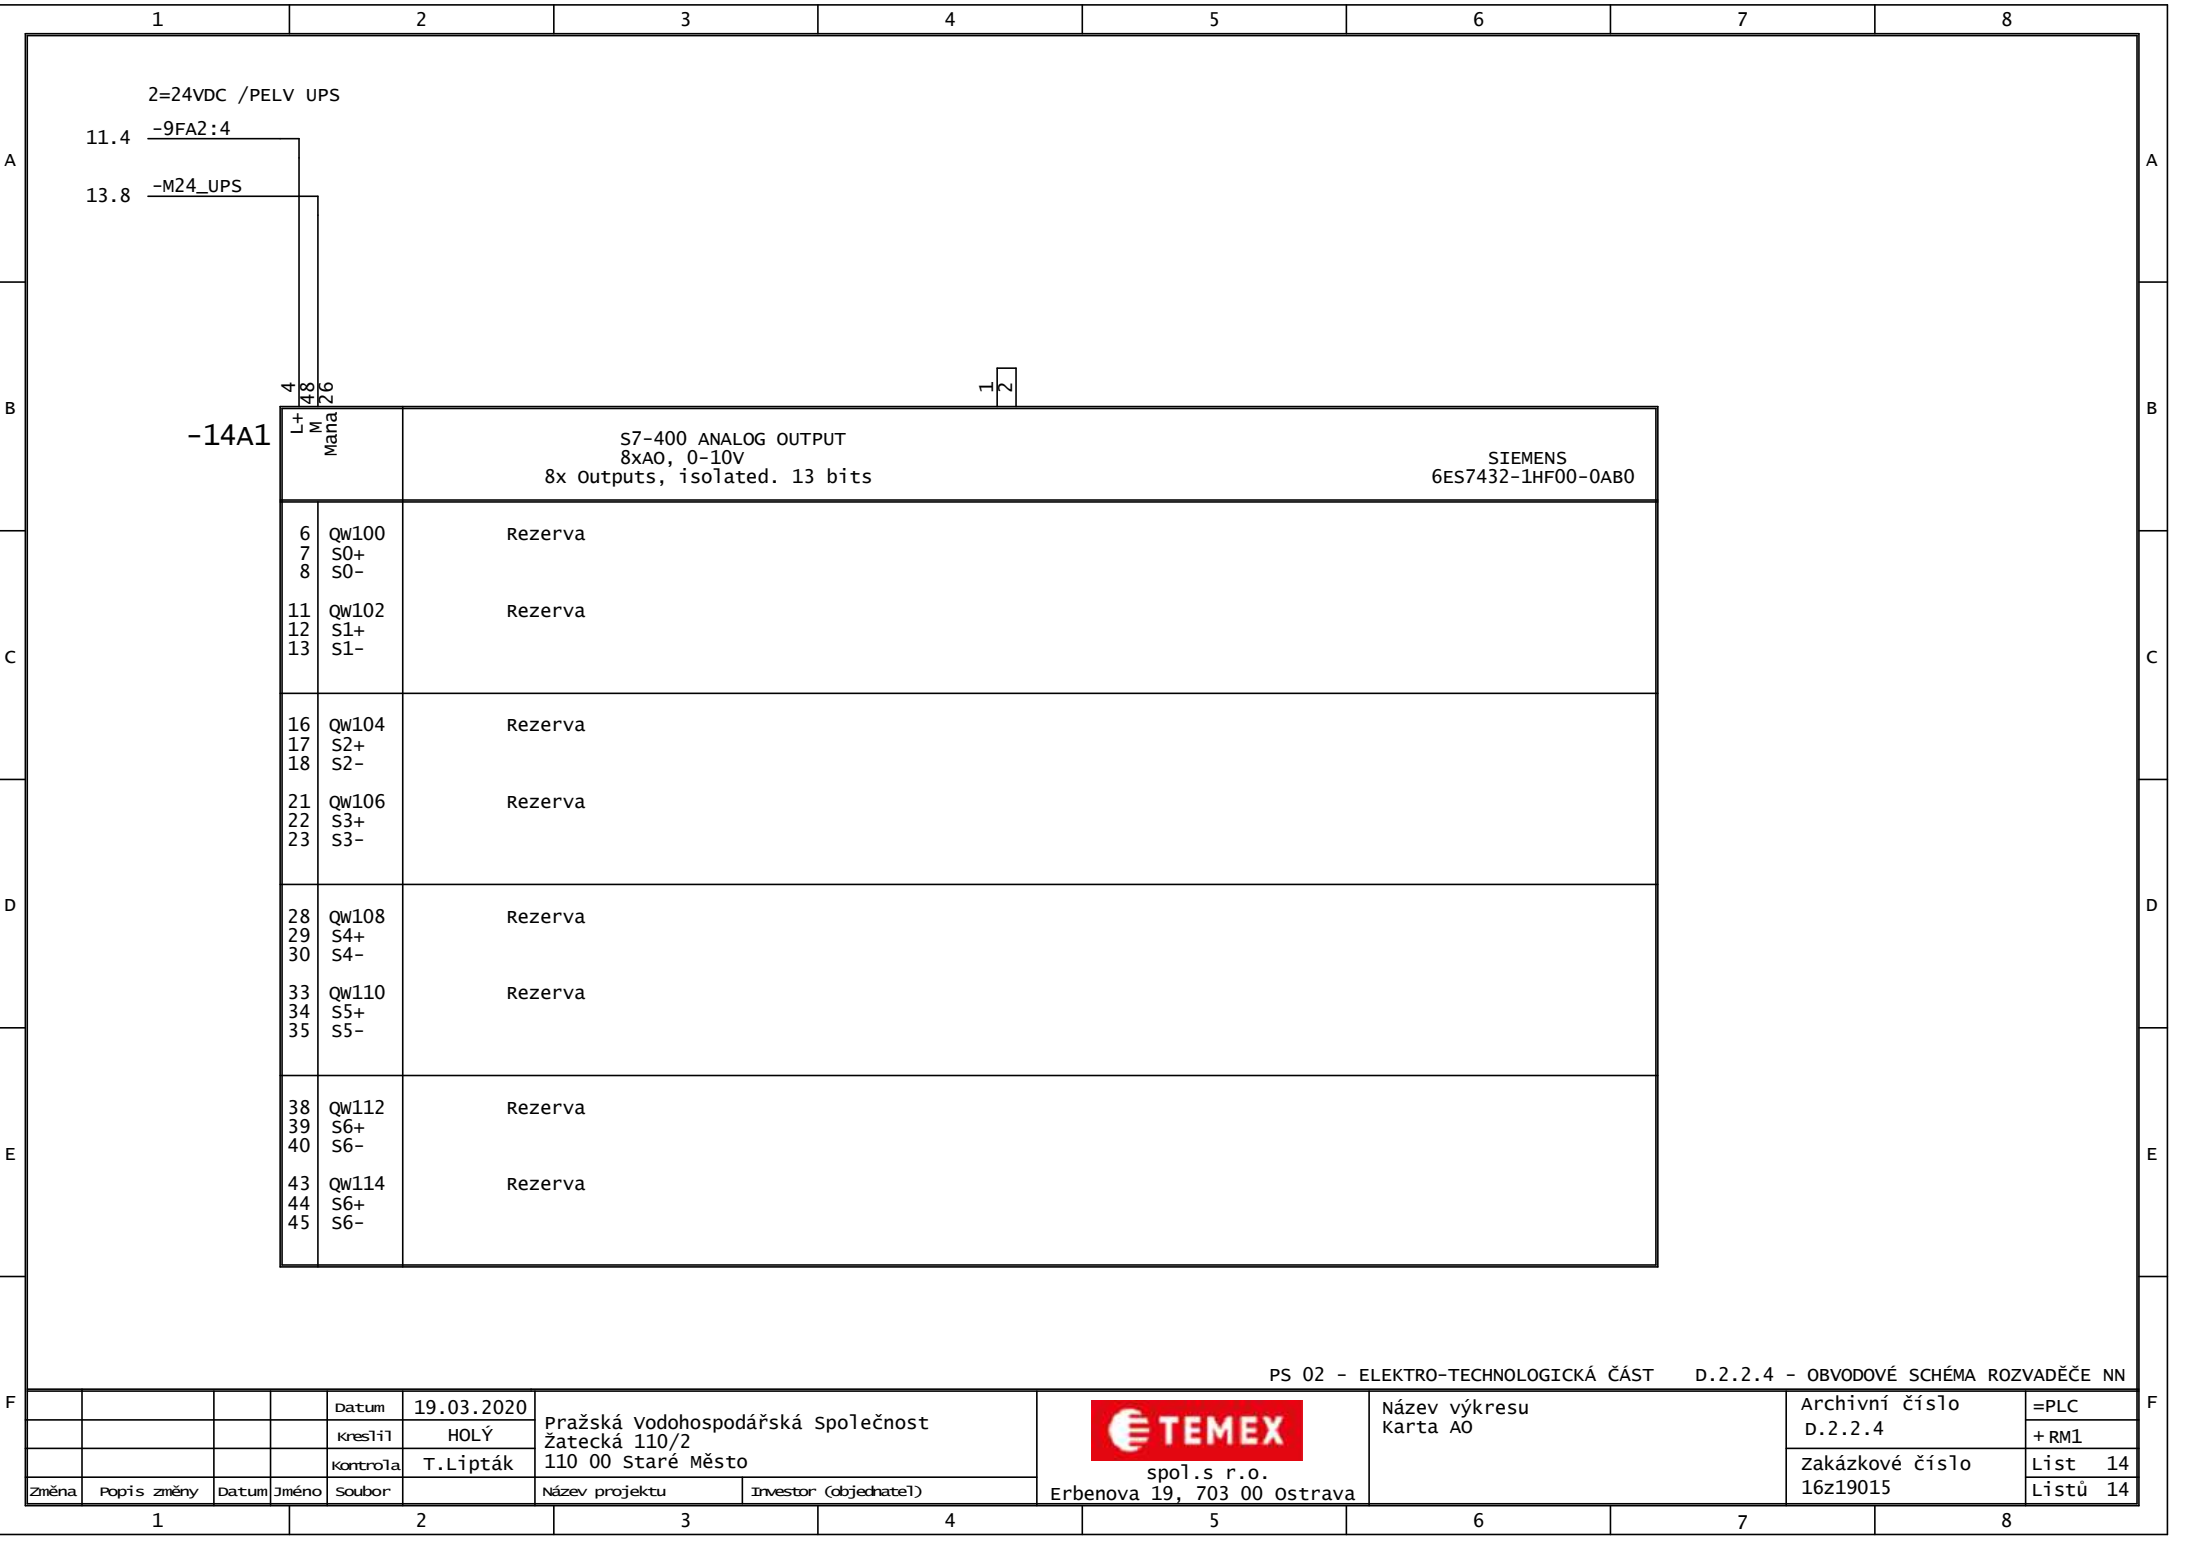 1 2 3 4 5 6 7 8
2=24VDC /PELV UPS
11.4 -9FA2:4
A A
13.8 -M24_UPS
4 48 26 1 2
B B
-14A1 L+ M Mana
S7-400 ANALOG OUTPUT
8xAO, 0-10V SIEMENS
8x Outputs, isolated. 13 bits 6ES7432-1HF00-0AB0
6 QW100 Rezerva
7 S0+
8 S0-
11 QW102 Rezerva
12 S1+
13 S1-
C C
16 QW104 Rezerva
17 S2+
18 S2-
21 QW106 Rezerva
22 S3+
23 S3-
D D
28 QW108 Rezerva
29 S4+
30 S4-
33 QW110 Rezerva
34 S5+
35 S5-
38 QW112 Rezerva
39 S6+
40 S6-
E E
43 QW114 Rezerva
44 S6+
45 S6-
PS 02 - ELEKTRO-TECHNOLOGICKÁ ČÁST D.2.2.4 - OBVODOVÉ SCHÉMA ROZVADĚČE NN
F F
Datum 19.03.2020
Kreslil HOLÝ
Kontrola T.Lipták
Změna Popis změny Datum Jméno Soubor
Pražská Vodohospodářská Společnost
Žatecká 110/2
110 00 Staré Město
Název projektu Investor (objednatel)
TEMEX
spol.s r.o.
Erbenova 19, 703 00 Ostrava
Název výkresu
Karta AO
Archivní číslo
D.2.2.4
Zakázkové číslo
16z19015
=PLC
+RM1
List 14
Listů 14
1 2 3 4 5 6 7 8